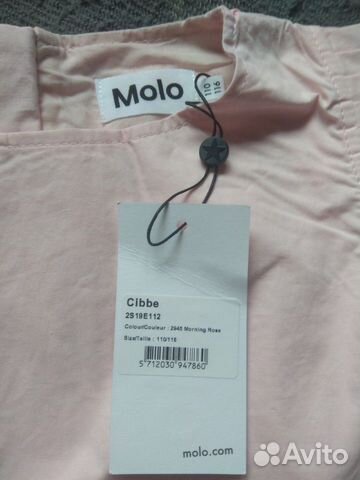 Molo
110
116
Cibbe
2S19E112
Colour/Couleur : 2945 Morning Rose
Size/Taille : 110/116
5 712030 947860
molo.com
Avito